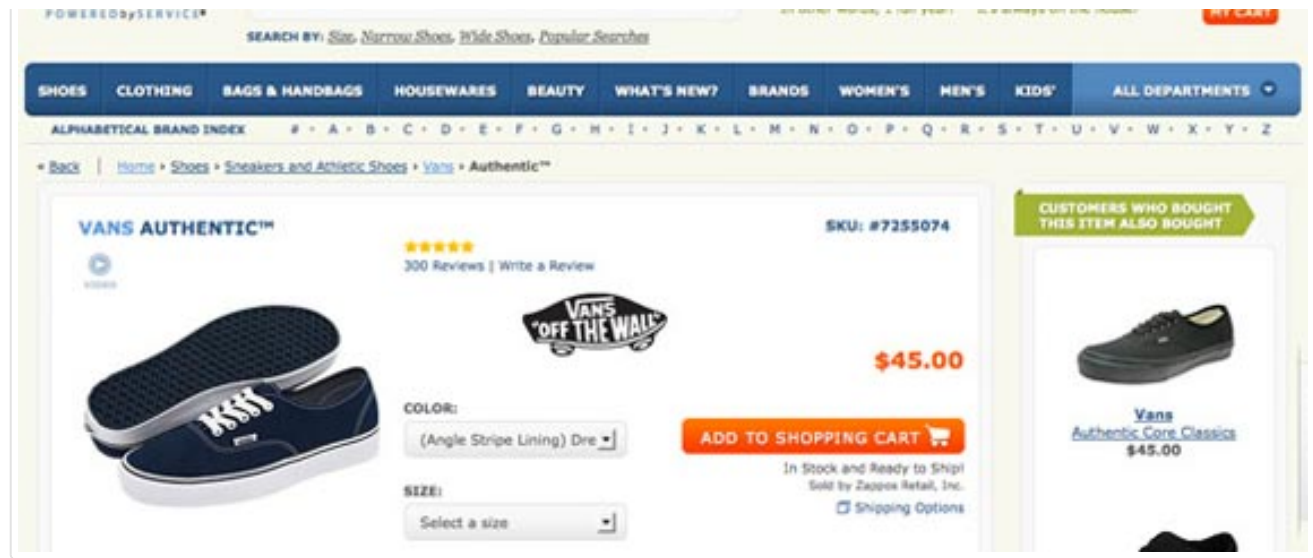 POWERED by SERVICE®
MY CART
SEARCH BY: Size, Narrow Shoes, Wide Shoes, Popular Searches
SHOES CLOTHING BAGS & HANDBAGS HOUSEWARES BEAUTY WHAT'S NEW? BRANDS WOMEN'S MEN'S KIDS' ALL DEPARTMENTS
ALPHABETICAL BRAND INDEX # • A • B • C • D • E • F • G • H • I • J • K • L • M • N • O • P • Q • R • S • T • U • V • W • X • Y • Z
« Back | Home › Shoes › Sneakers and Athletic Shoes › Vans › Authentic™
VANS AUTHENTIC™
SKU: #7255074
VIDEO
300 Reviews | Write a Review
VANS
"OFF THE WALL"
$45.00
COLOR:
(Angle Stripe Lining) Dre
ADD TO SHOPPING CART
In Stock and Ready to Ship!
Sold by Zappos Retail, Inc.
Shipping Options
SIZE:
Select a size
CUSTOMERS WHO BOUGHT
THIS ITEM ALSO BOUGHT
Vans
Authentic Core Classics
$45.00